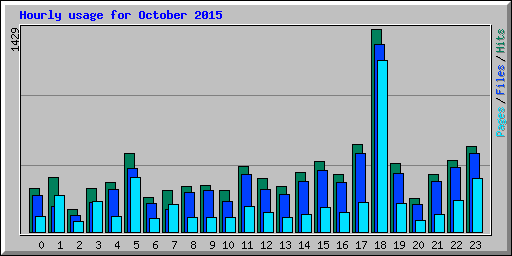 Hourly usage for October 2015
1429
Pages/Files/Hits
0 1 2 3 4 5 6 7 8 9 10 11 12 13 14 15 16 17 18 19 20 21 22 23